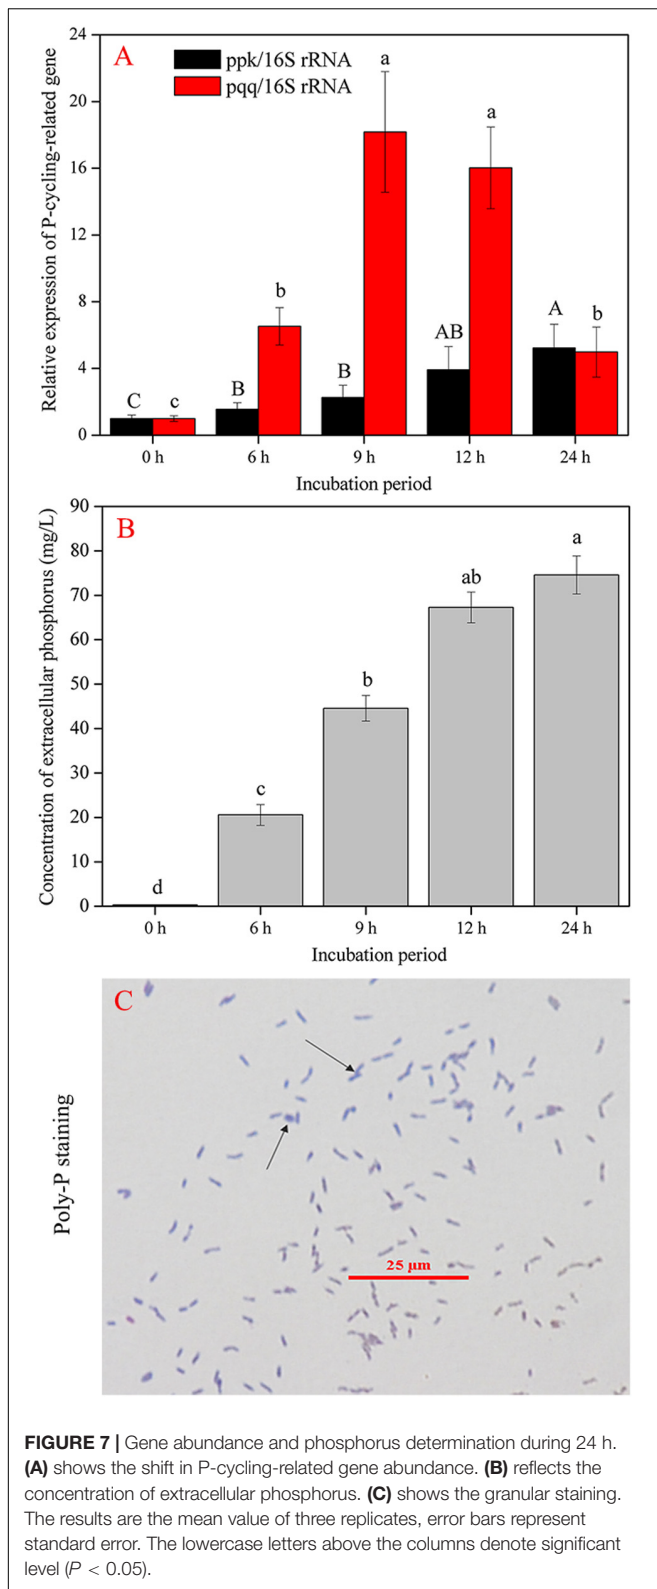 24
20
16
12
8
4
0
Relative expression of P-cycling-related gene
A
ppk/16S rRNA
pqq/16S rRNA
C
c
B
b
B
a
AB
a
A
b
0 h
6 h
9 h
12 h
24 h
Incubation period
90
80
70
60
50
40
30
20
10
0
Concentration of extracellular phosphorus (mg/L)
B
d
c
b
ab
a
0 h
6 h
9 h
12 h
24 h
Incubation period
C
Poly-P staining
25 μm
FIGURE 7 | Gene abundance and phosphorus determination during 24 h.
(A) shows the shift in P-cycling-related gene abundance. (B) reflects the
concentration of extracellular phosphorus. (C) shows the granular staining.
The results are the mean value of three replicates, error bars represent
standard error. The lowercase letters above the columns denote significant
level (P < 0.05).